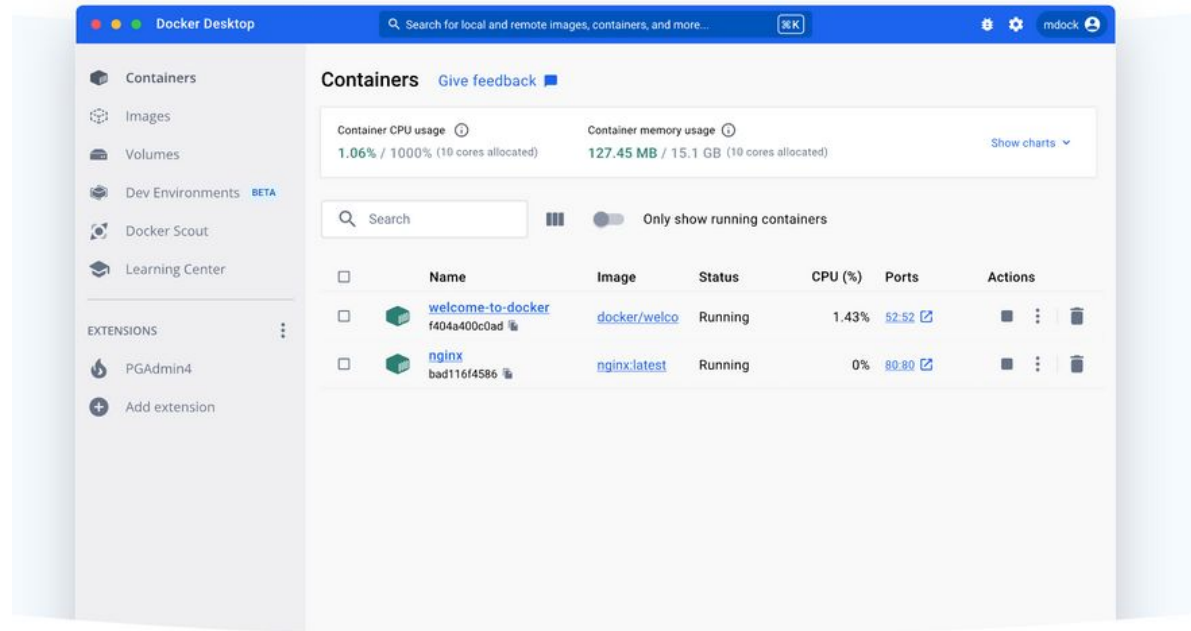 Docker Desktop
Search for local and remote images, containers, and more...
⌘K
mdock
Containers
Images
Volumes
Dev Environments BETA
Docker Scout
Learning Center
EXTENSIONS
PGAdmin4
Add extension
Containers Give feedback
Container CPU usage
1.06% / 1000% (10 cores allocated)
Container memory usage
127.45 MB / 15.1 GB (10 cores allocated)
Show charts
Search
Only show running containers
Name Image Status CPU (%) Ports Actions
welcome-to-docker docker/welco Running 1.43% 52:52
f404a400c0ad
nginx nginx:latest Running 0% 80:80
bad116f4586